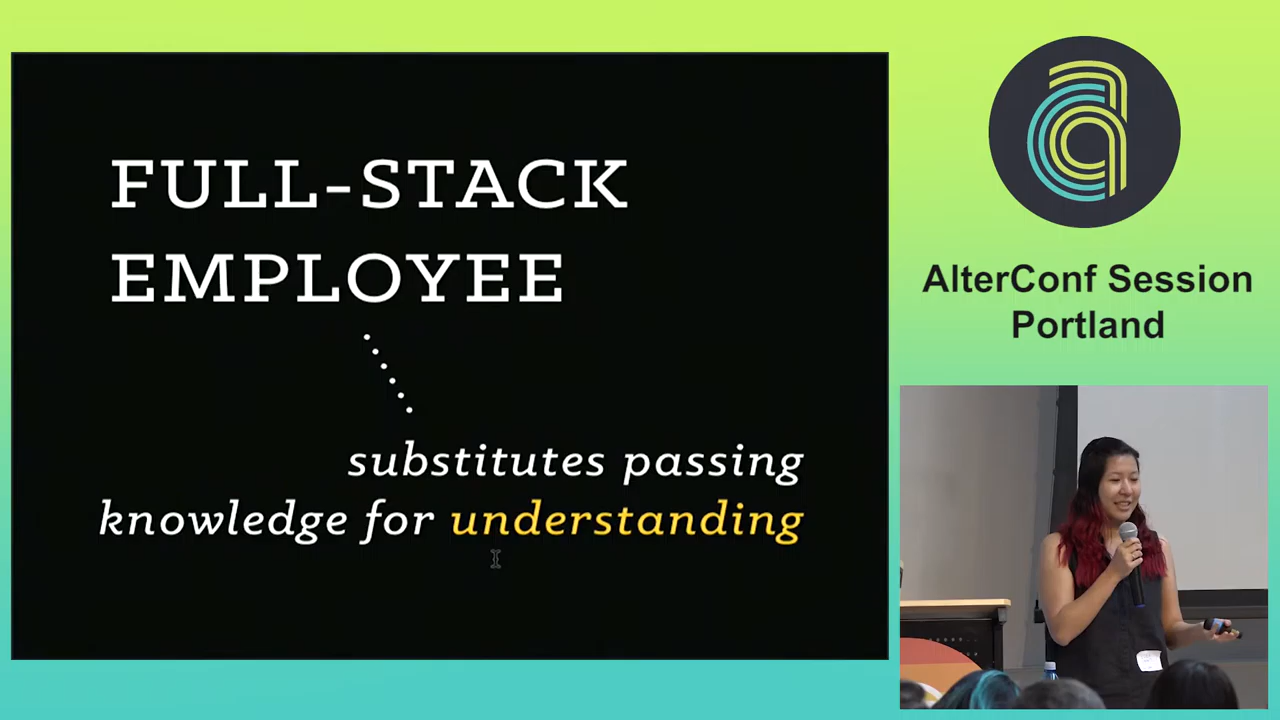 FULL-STACK
EMPLOYEE
substitutes passing
knowledge for understanding
AlterConf Session
Portland